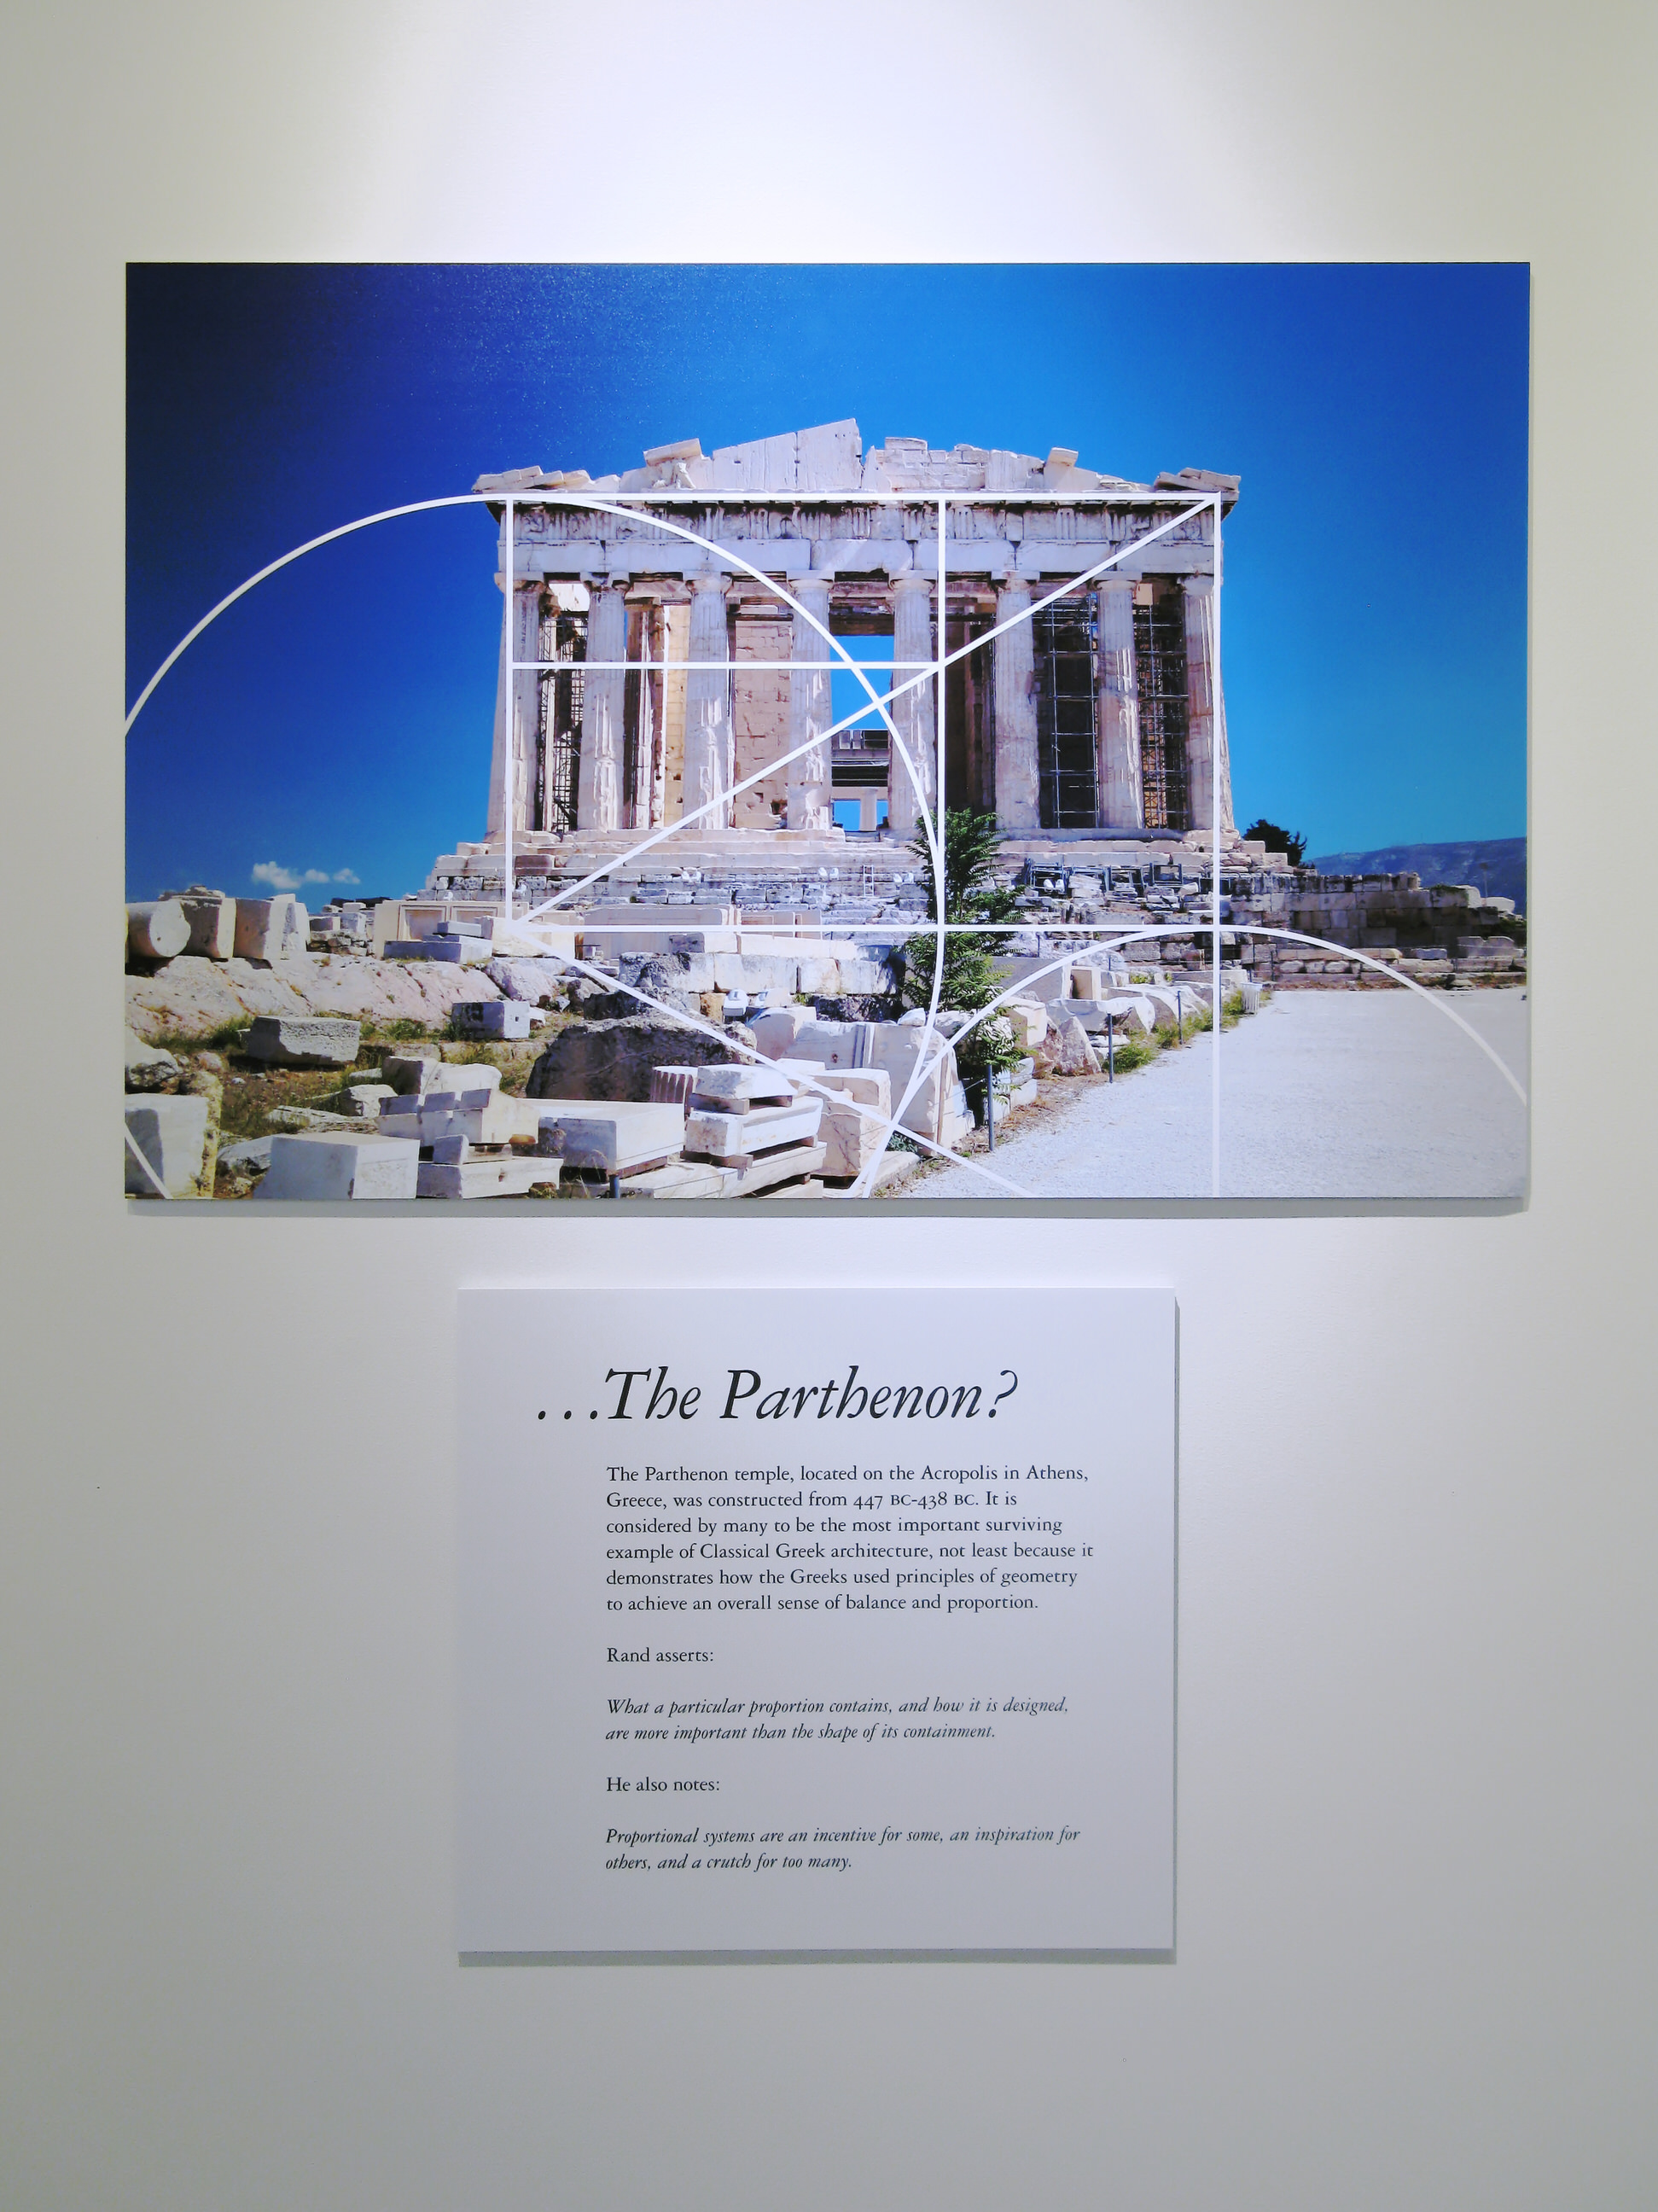 ...The Parthenon?
The Parthenon temple, located on the Acropolis in Athens,
Greece, was constructed from 447 BC-438 BC. It is
considered by many to be the most important surviving
example of Classical Greek architecture, not least because it
demonstrates how the Greeks used principles of geometry
to achieve an overall sense of balance and proportion.
Rand asserts:
What a particular proportion contains, and how it is designed,
are more important than the shape of its containment.
He also notes:
Proportional systems are an incentive for some, an inspiration for
others, and a crutch for too many.